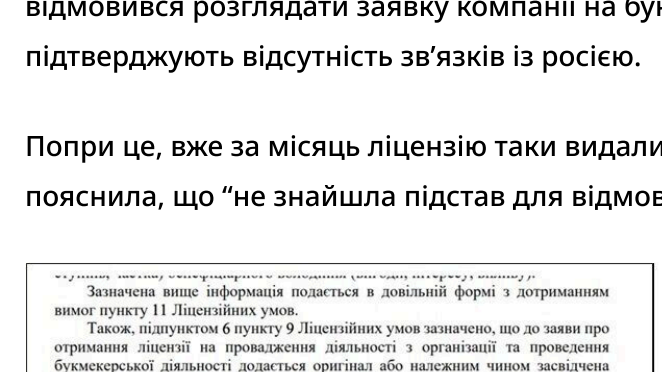 відмовився розглядати заявку компанії на
підтверджують відсутність зв’язків із росією.
Попри це, вже за місяць ліцензію таки видали
пояснила, що “не знайшла підстав для
Зазначена вище інформація подається в довільній формі з дотриманням
вимог пункту 11 Ліцензійних умов.
Також, підпунктом 6 пункту 9 Ліцензійних умов зазначено, що до заяви про
отримання ліцензії на провадження діяльності з організації та проведення
букмекерської діяльності додається оригінал або належним чином засвідчена